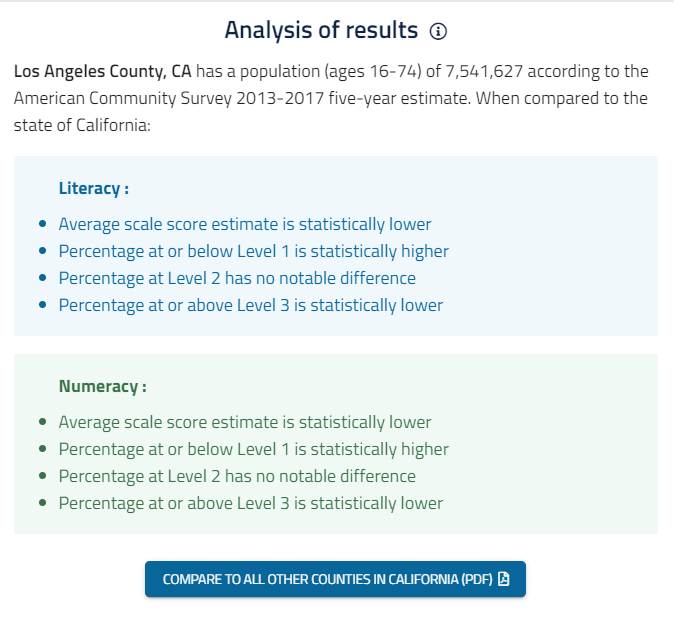 Analysis of results
Los Angeles County, CA has a population (ages 16-74) of 7,541,627 according to the
American Community Survey 2013-2017 five-year estimate. When compared to the
state of California:
Literacy :
Average scale score estimate is statistically lower
Percentage at or below Level 1 is statistically higher
Percentage at Level 2 has no notable difference
Percentage at or above Level 3 is statistically lower
Numeracy :
Average scale score estimate is statistically lower
Percentage at or below Level 1 is statistically higher
Percentage at Level 2 has no notable difference
Percentage at or above Level 3 is statistically lower
COMPARE TO ALL OTHER COUNTIES IN CALIFORNIA (PDF)